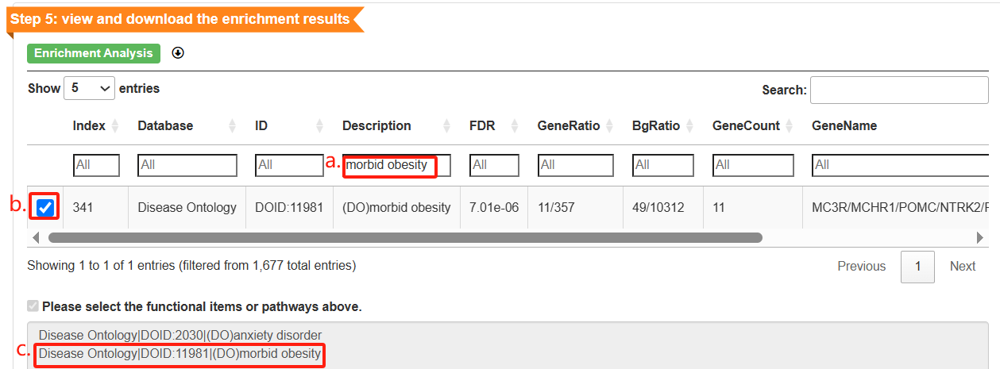 Step 5: view and download the enrichment results
Enrichment Analysis
Show 5 entries
Search:
Index Database ID Description FDR GeneRatio BgRatio GeneCount GeneName
All All All a. morbid obesity All All All All All
b. 341 Disease Ontology DOID:11981 (DO)morbid obesity 7.01e-06 11/357 49/10312 11 MC3R/MCHR1/POMC/NTRK2/
Showing 1 to 1 of 1 entries (filtered from 1,677 total entries)
Previous 1 Next
Please select the functional items or pathways above.
Disease Ontology|DOID:2030|(DO)anxiety disorder
c. Disease Ontology|DOID:11981|(DO)morbid obesity